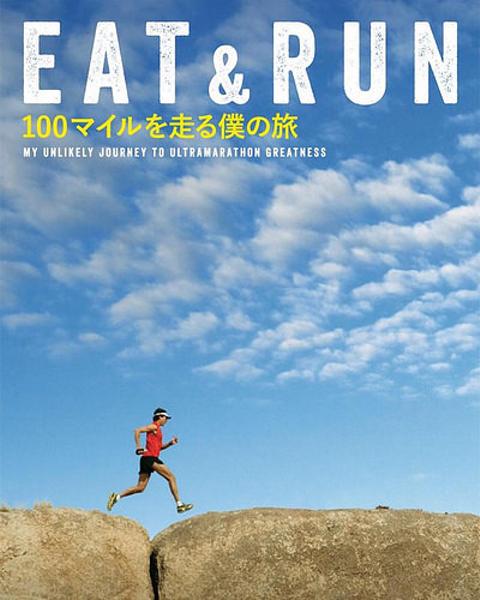 EAT & RUN
100マイルを走る僕の旅
MY UNLIKELY JOURNEY TO ULTRAMARATHON GREATNESS